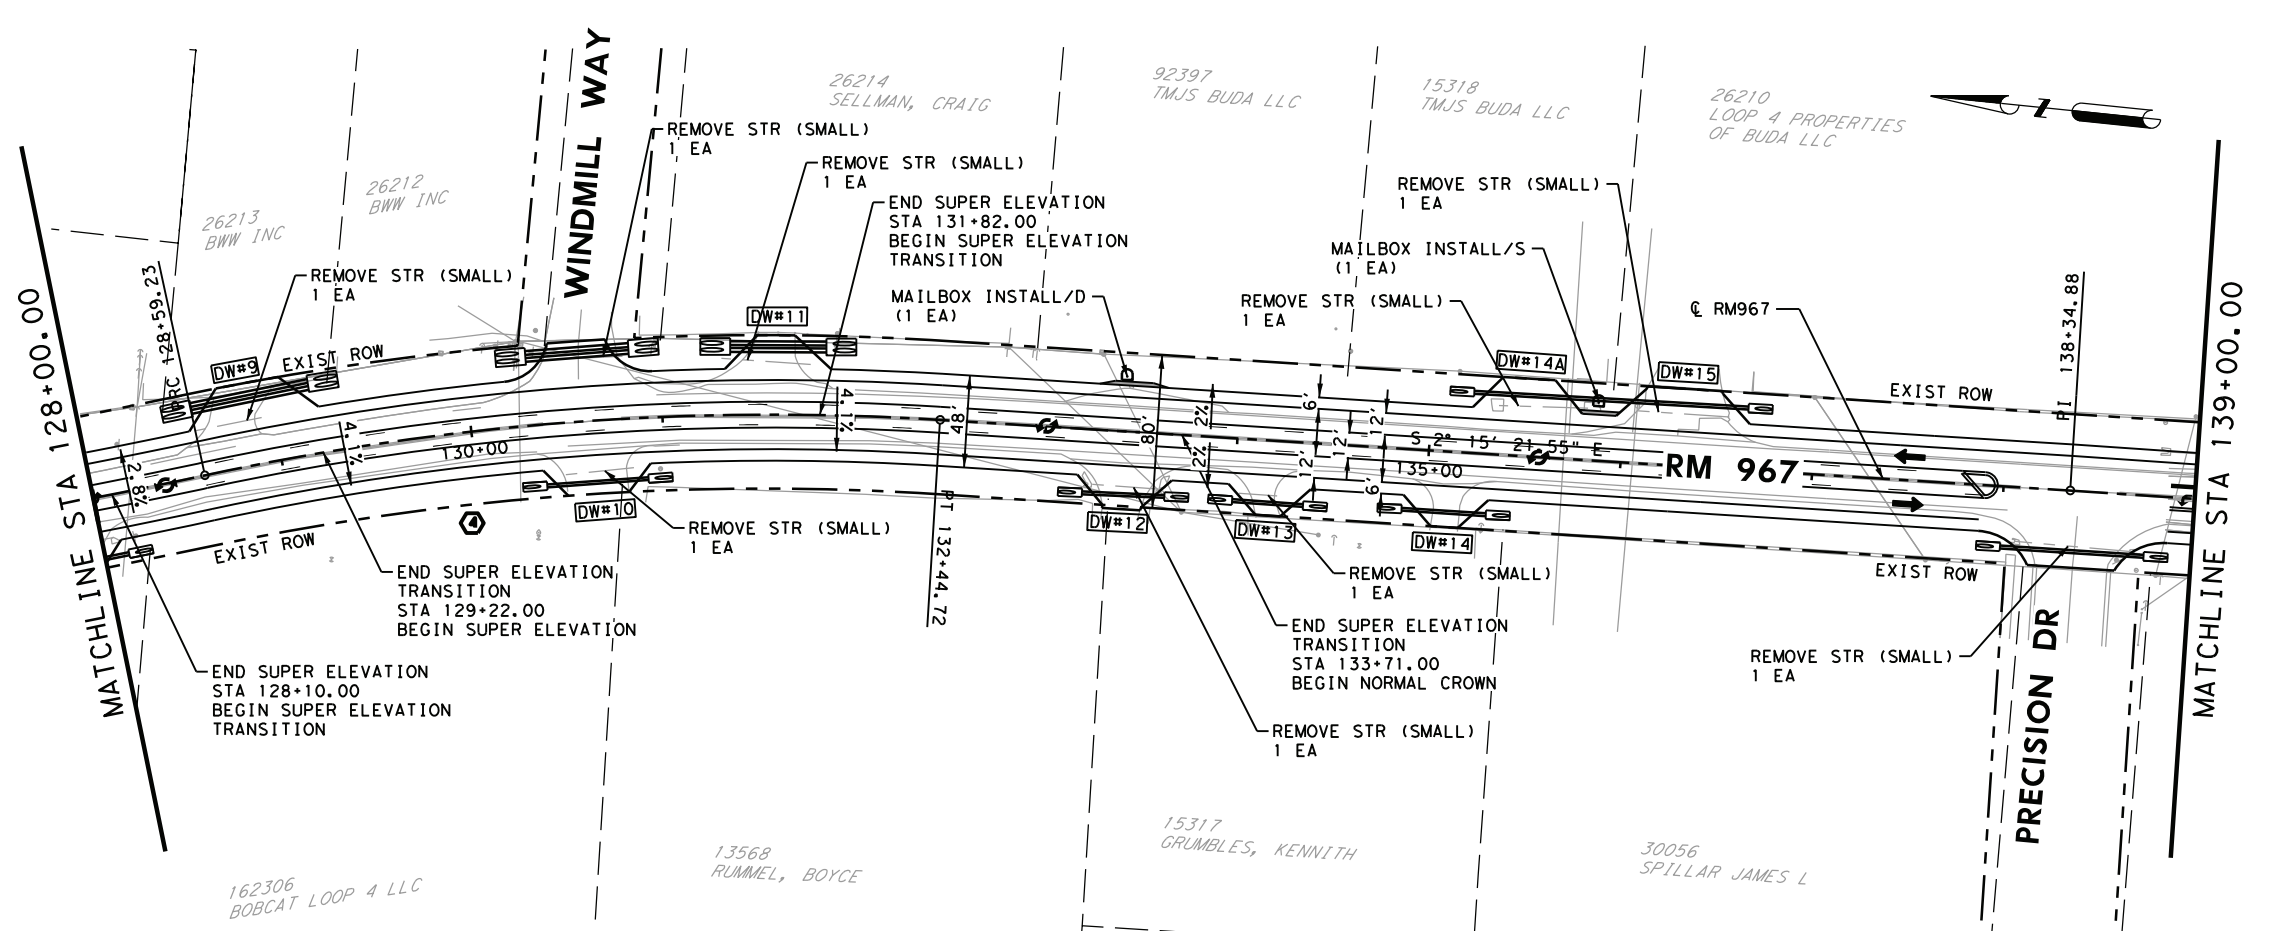 MATCHLINE STA 128+00.00
26213
BWW INC
26212
BWW INC
WINDMILL WAY
26214
SELLMAN, CRAIG
92397
TMJS BUDA LLC
15318
TMJS BUDA LLC
26210
LOOP 4 PROPERTIES
OF BUDA LLC
Z
REMOVE STR (SMALL)
1 EA
REMOVE STR (SMALL)
1 EA
REMOVE STR (SMALL)
1 EA
END SUPER ELEVATION
STA 131+82.00
BEGIN SUPER ELEVATION
TRANSITION
MAILBOX INSTALL/D
(1 EA)
REMOVE STR (SMALL)
1 EA
MAILBOX INSTALL/S
(1 EA)
REMOVE STR (SMALL)
1 EA
℄ RM967
PRC 128+59.23
DW#9
EXIST ROW
DW#11
DW#14A
DW#15
EXIST ROW
PI 138+34.88
2.8%
4.1%
130+00
4.1%
48'
80'
2%
2%
6'
12'
12'
12'
6'
S 2° 15' 21.55" E
135+00
RM 967
EXIST ROW
DW#10
PT 132+44.72
DW#12
DW#13
DW#14
EXIST ROW
4
REMOVE STR (SMALL)
1 EA
END SUPER ELEVATION
TRANSITION
STA 129+22.00
BEGIN SUPER ELEVATION
END SUPER ELEVATION
STA 128+10.00
BEGIN SUPER ELEVATION
TRANSITION
REMOVE STR (SMALL)
1 EA
END SUPER ELEVATION
TRANSITION
STA 133+71.00
BEGIN NORMAL CROWN
REMOVE STR (SMALL)
1 EA
REMOVE STR (SMALL)
1 EA
PRECISION DR
MATCHLINE STA 139+00.00
162306
BOBCAT LOOP 4 LLC
13568
RUMMEL, BOYCE
15317
GRUMBLES, KENNITH
30056
SPILLAR JAMES L